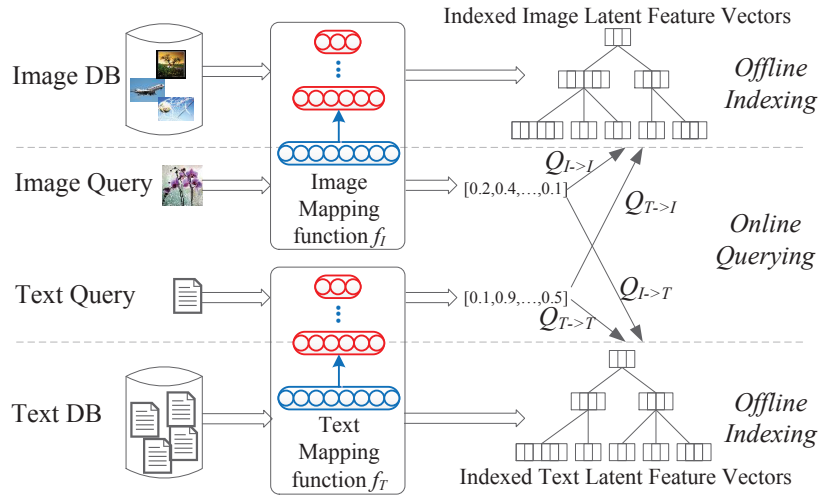 Indexed Image Latent Feature Vectors
Image DB
Offline
Indexing
Image Query
Image
Mapping
function f_I
[0.2,0.4,...,0.1]
Q_{I->I}
Q_{T->I}
Online
Querying
Text Query
[0.1,0.9,...,0.5]
Q_{I->T}
Q_{T->T}
Text DB
Text
Mapping
function f_T
Offline
Indexing
Indexed Text Latent Feature Vectors